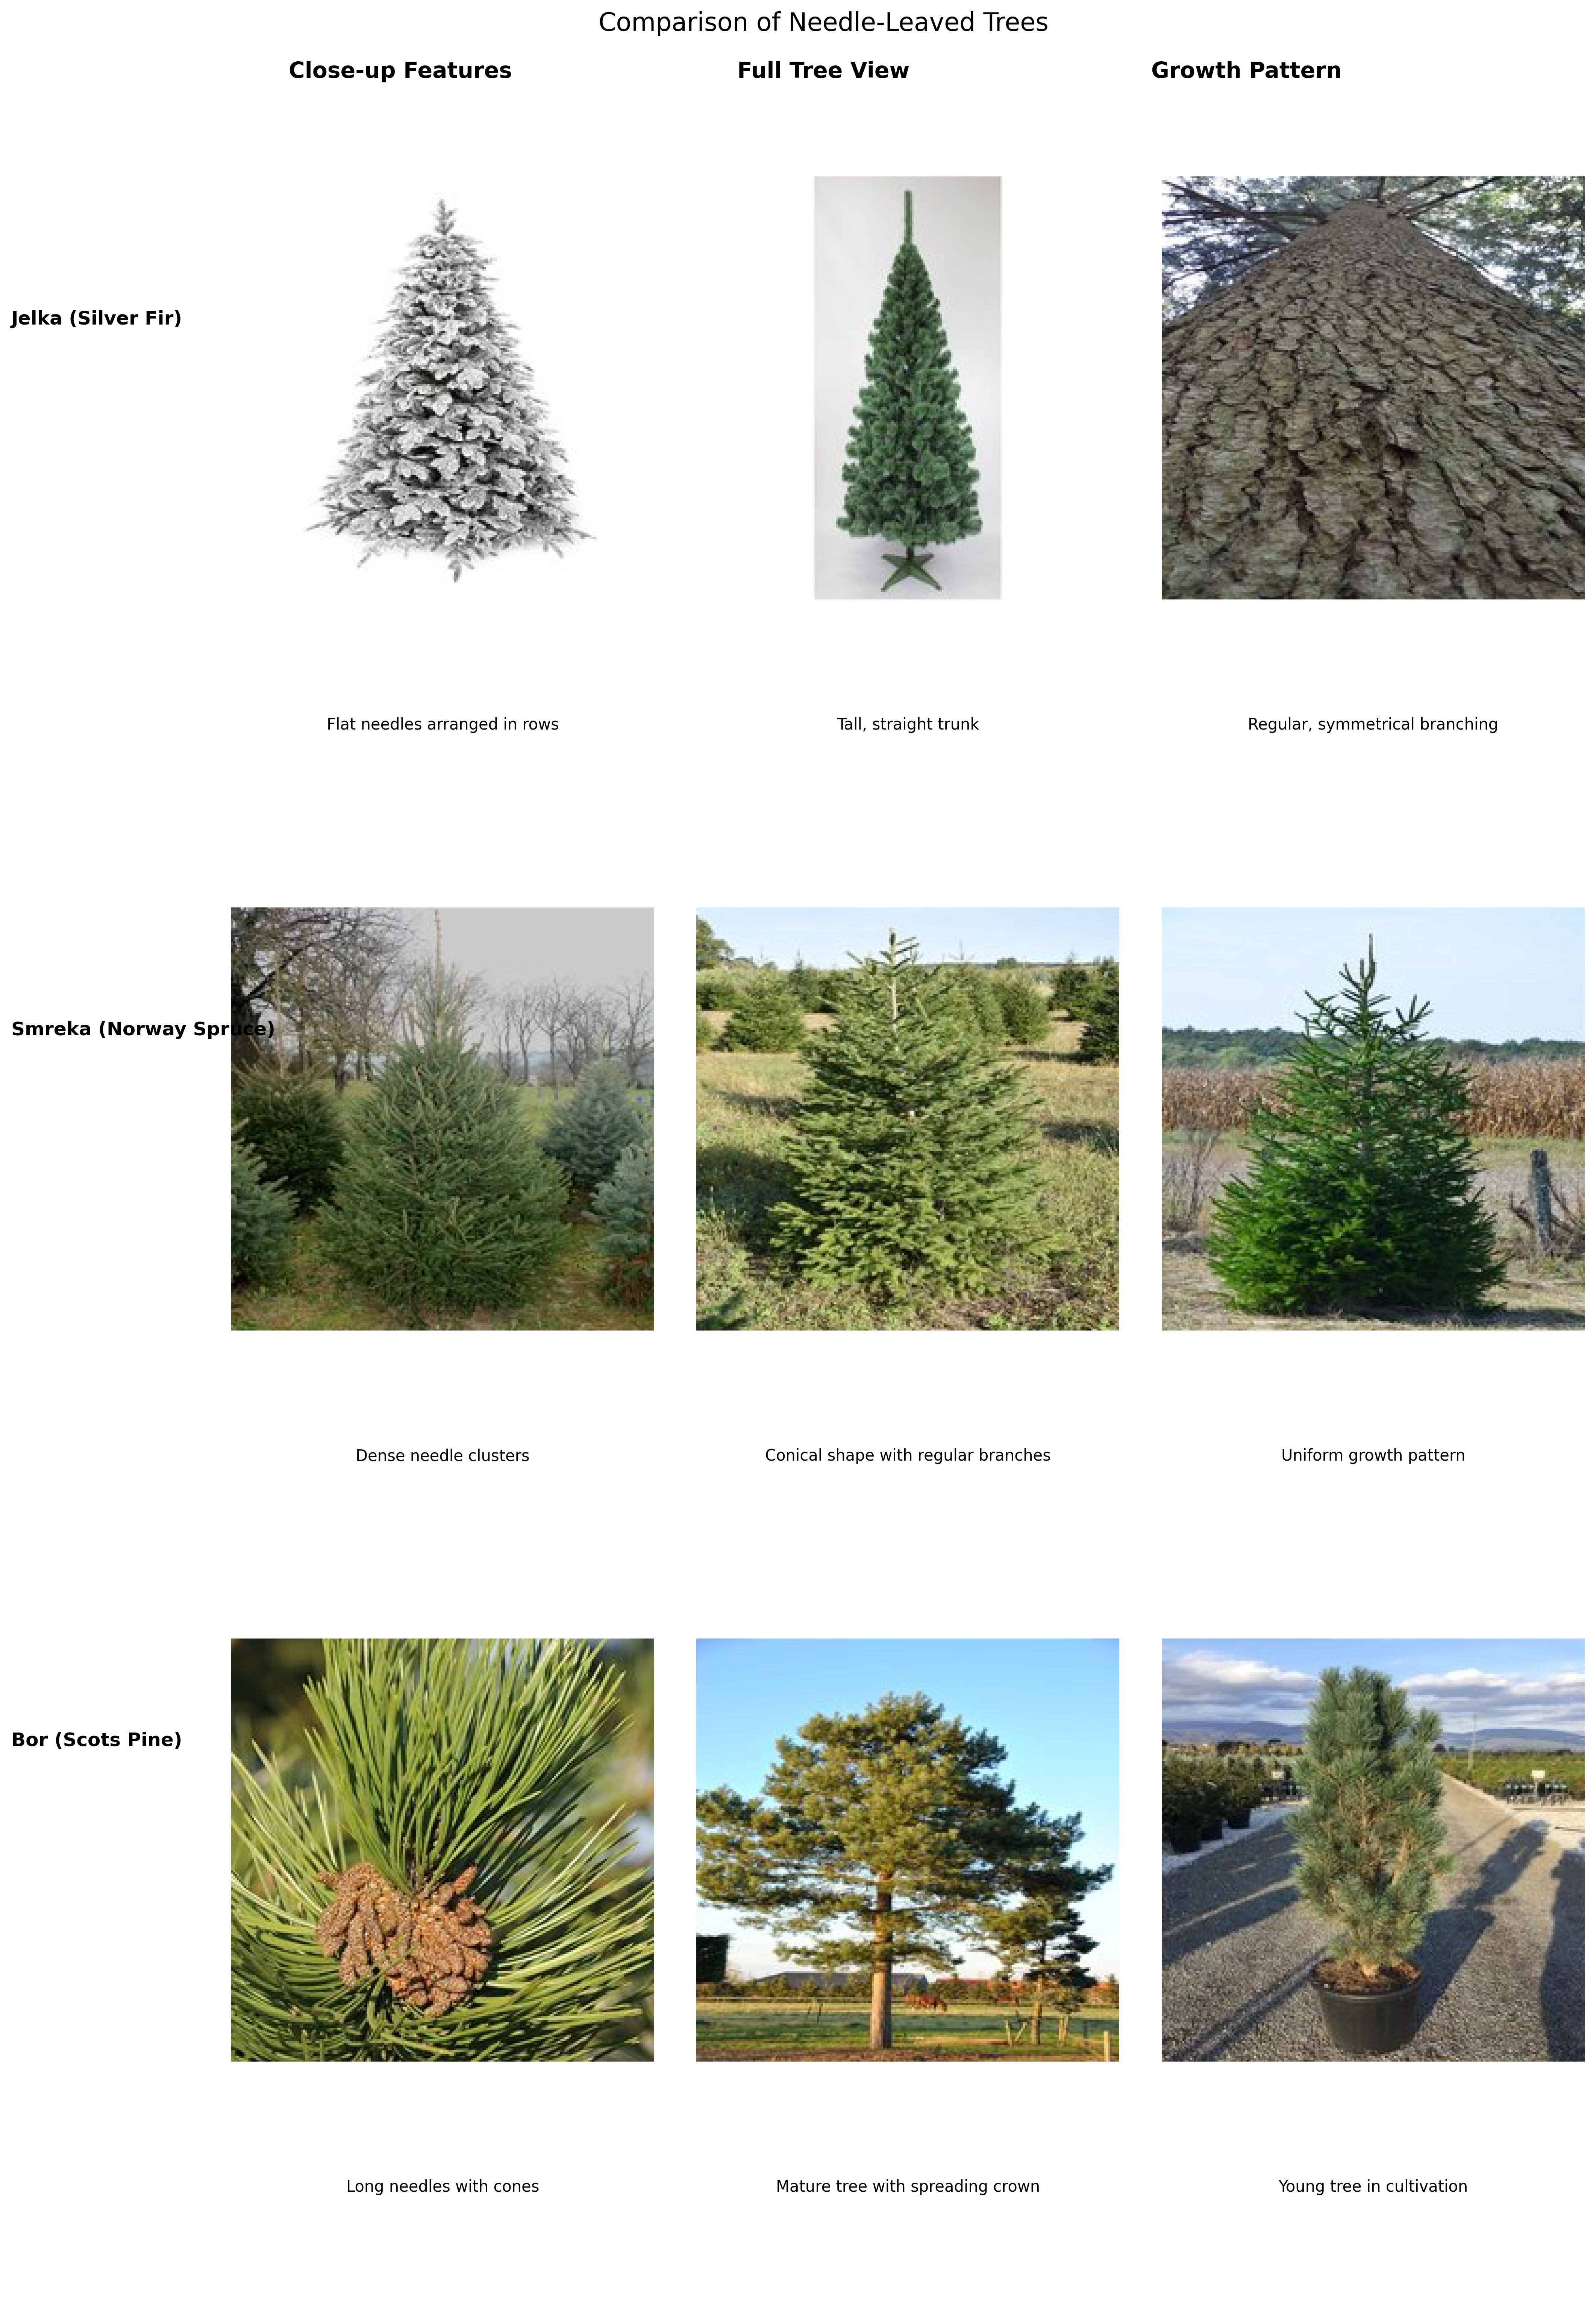 Comparison of Needle-Leaved Trees
Close-up Features
Full Tree View
Growth Pattern
Jelka (Silver Fir)
Flat needles arranged in rows
Tall, straight trunk
Regular, symmetrical branching
Smreka (Norway Spruce)
Dense needle clusters
Conical shape with regular branches
Uniform growth pattern
Bor (Scots Pine)
Long needles with cones
Mature tree with spreading crown
Young tree in cultivation